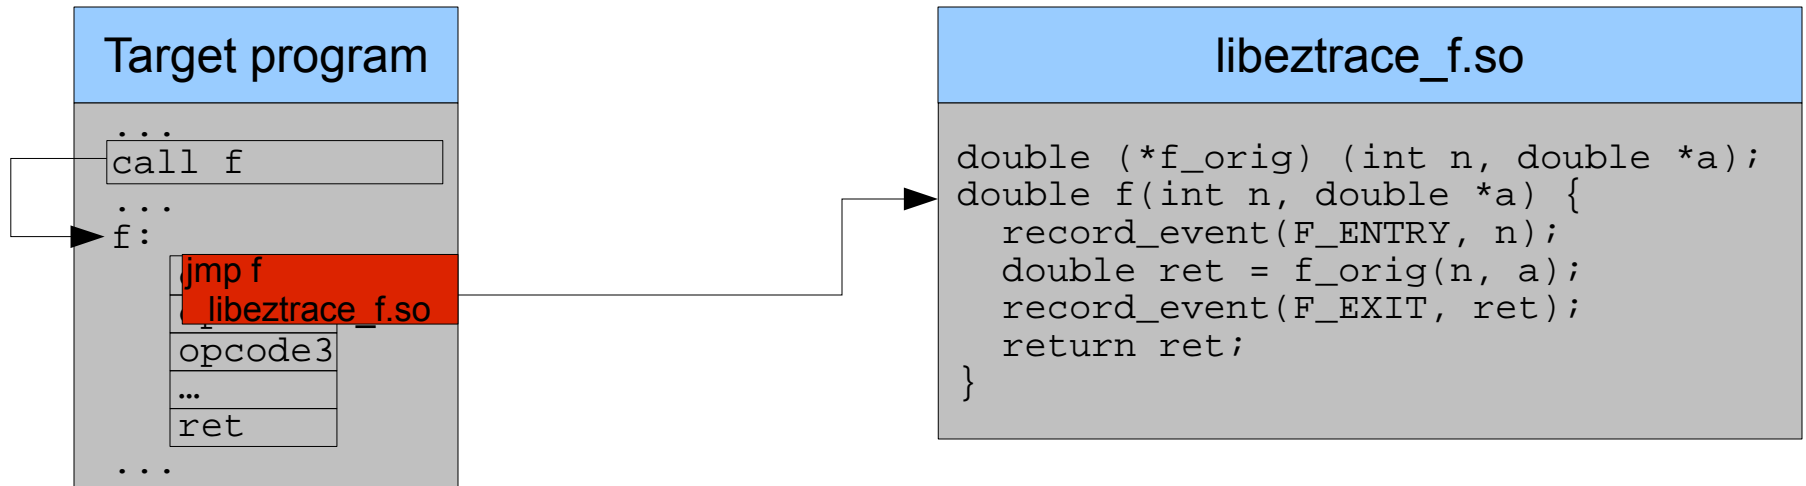 Target program
...
call f
...
f:
jmp f
libeztrace_f.so
opcode3
…
ret
...
libeztrace_f.so
double (*f_orig) (int n, double *a);
double f(int n, double *a) {
record_event(F_ENTRY, n);
double ret = f_orig(n, a);
record_event(F_EXIT, ret);
return ret;
}